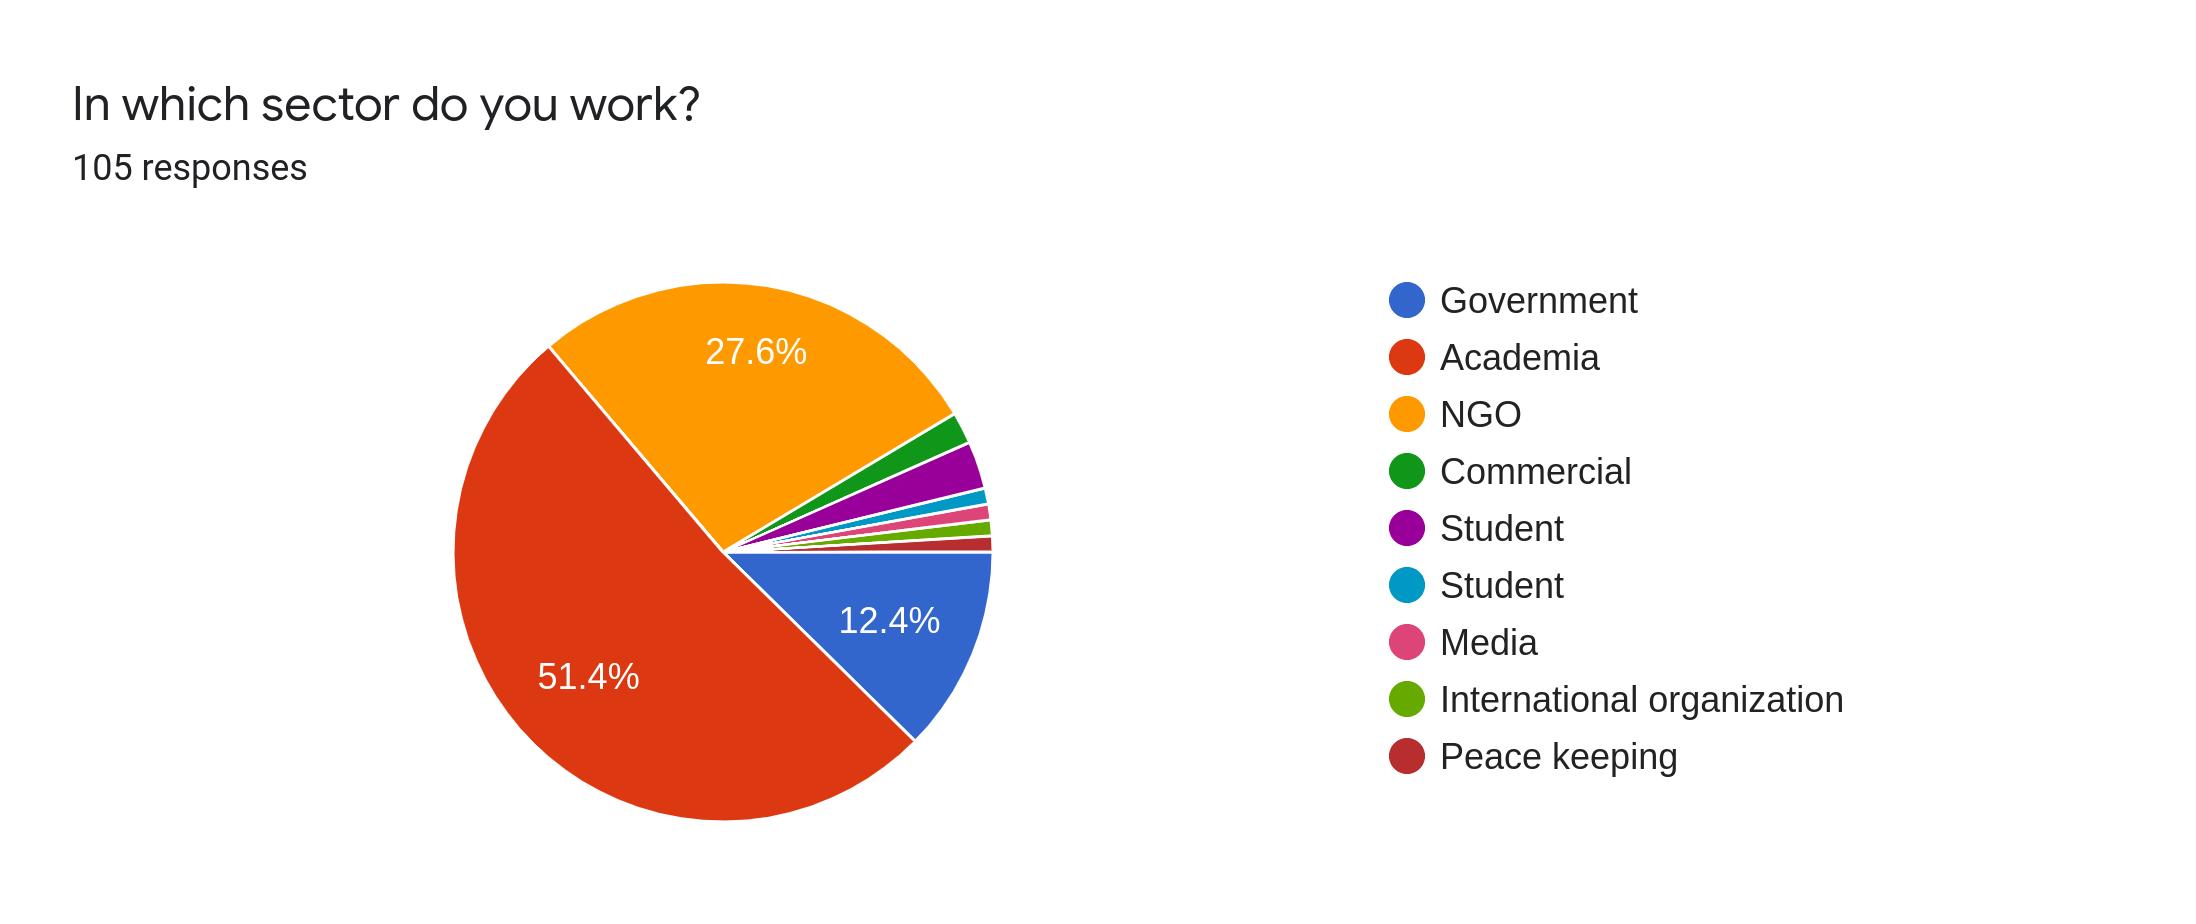 In which sector do you work?
105 responses
27.6%
12.4%
51.4%
Government
Academia
NGO
Commercial
Student
Student
Media
International organization
Peace keeping